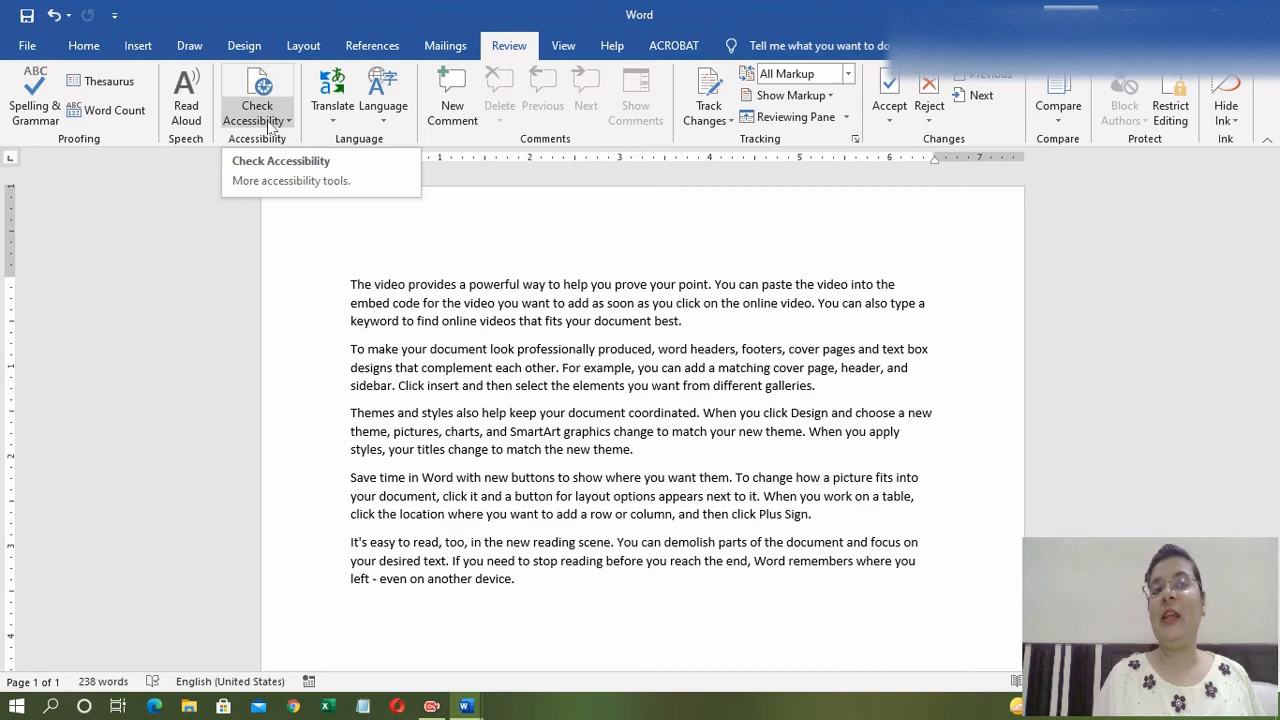 Word
File Home Insert Draw Design Layout References Mailings Review View Help ACROBAT Tell me what you want to do
ABC
Spelling &
Grammar
Thesaurus
ABC
123
Word Count
Proofing
A
Read
Aloud
Speech
Check
Accessibility
Accessibility
Translate
Language
Language
New
Comment
Delete
Previous
Next
Show
Comments
Comments
Track
Changes
All Markup
Show Markup
Reviewing Pane
Tracking
Accept
Reject
Previous
Next
Changes
Compare
Compare
Block
Authors
Restrict
Editing
Protect
Hide
Ink
Ink
Check Accessibility
More accessibility tools.
1 2 3 4 5 6 7
1
1
2
3
4
The video provides a powerful way to help you prove your point. You can paste the video into the
embed code for the video you want to add as soon as you click on the online video. You can also type a
keyword to find online videos that fits your document best.
To make your document look professionally produced, word headers, footers, cover pages and text box
designs that complement each other. For example, you can add a matching cover page, header, and
sidebar. Click insert and then select the elements you want from different galleries.
Themes and styles also help keep your document coordinated. When you click Design and choose a new
theme, pictures, charts, and SmartArt graphics change to match your new theme. When you apply
styles, your titles change to match the new theme.
Save time in Word with new buttons to show where you want them. To change how a picture fits into
your document, click it and a button for layout options appears next to it. When you work on a table,
click the location where you want to add a row or column, and then click Plus Sign.
It's easy to read, too, in the new reading scene. You can demolish parts of the document and focus on
your desired text. If you need to stop reading before you reach the end, Word remembers where you
left - even on another device.
Page 1 of 1 238 words English (United States)